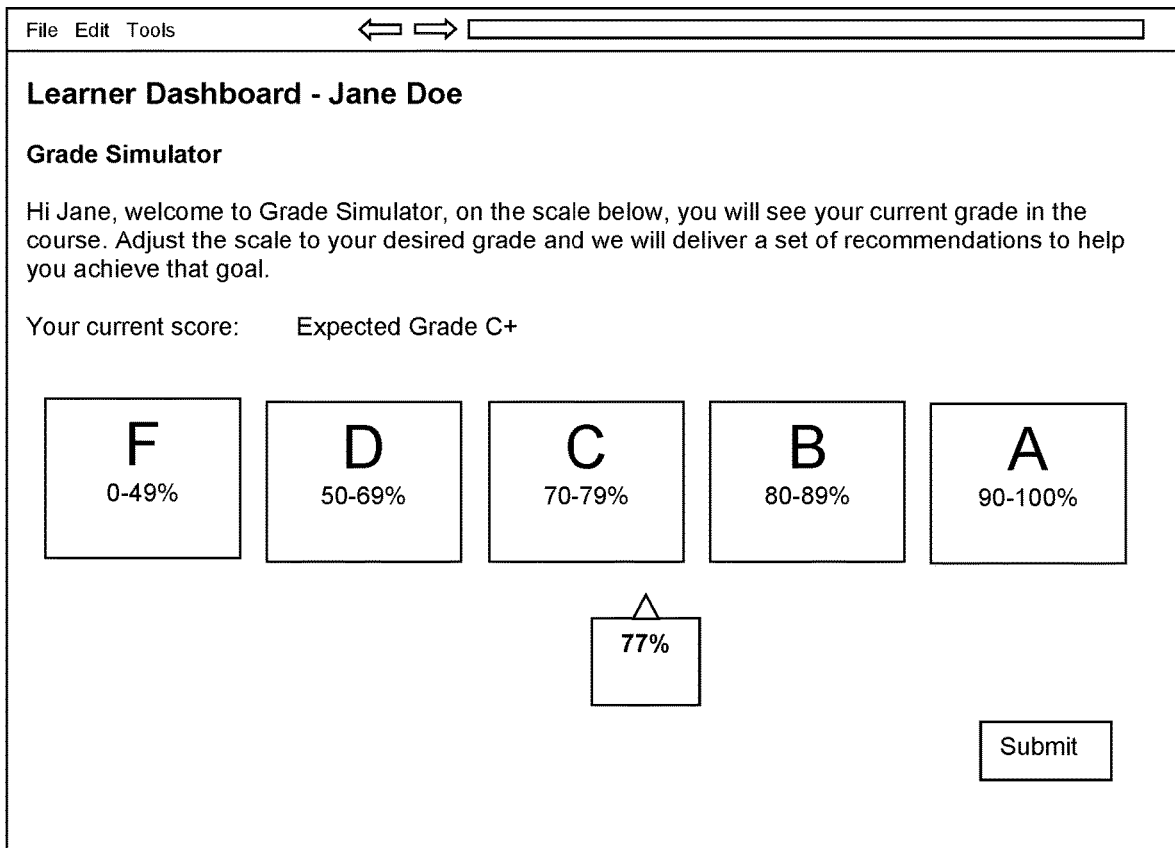 File Edit Tools
Learner Dashboard - Jane Doe
Grade Simulator
Hi Jane, welcome to Grade Simulator, on the scale below, you will see your current grade in the
course. Adjust the scale to your desired grade and we will deliver a set of recommendations to help
you achieve that goal.
Your current score: Expected Grade C+
F D C B A
0-49% 50-69% 70-79% 80-89% 90-100%
77%
Submit